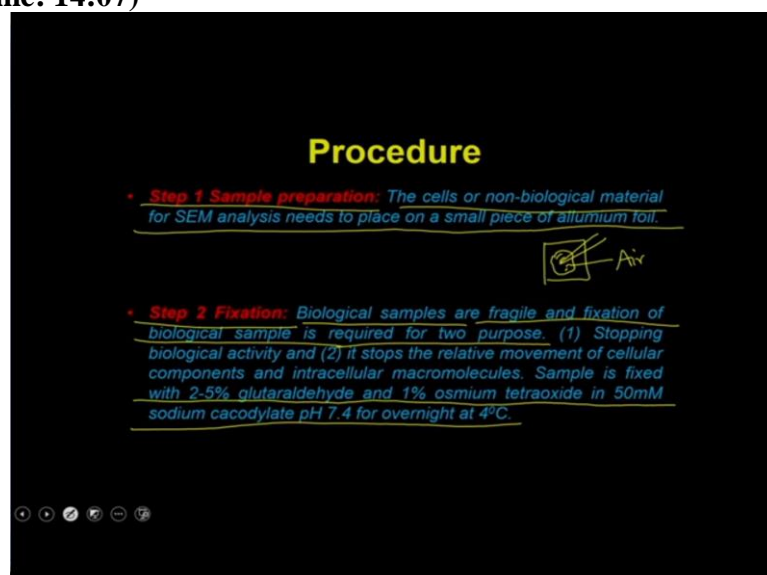 14:07)
Procedure
• Step 1 Sample preparation: The cells or non-biological material
for SEM analysis needs to place on a small piece of allumium foil.
Air
• Step 2 Fixation: Biological samples are fragile and fixation of
biological sample is required for two purpose. (1) Stopping
biological activity and (2) it stops the relative movement of cellular
components and intracellular macromolecules. Sample is fixed
with 2-5% glutaraldehyde and 1% osmium tetraoxide in 50mM
sodium cacodylate pH 7.4 for overnight at 4⁰C.